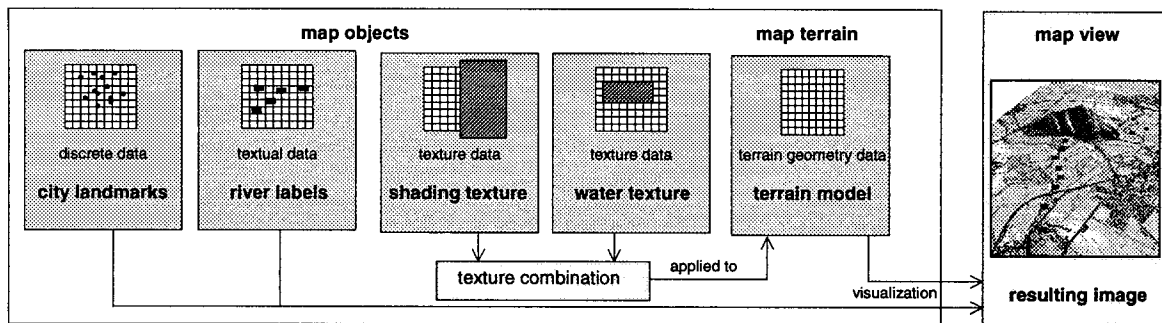 map objects
map terrain
map view
discrete data
city landmarks
textual data
river labels
texture data
shading texture
texture data
water texture
terrain geometry data
terrain model
texture combination
applied to
visualization
resulting image